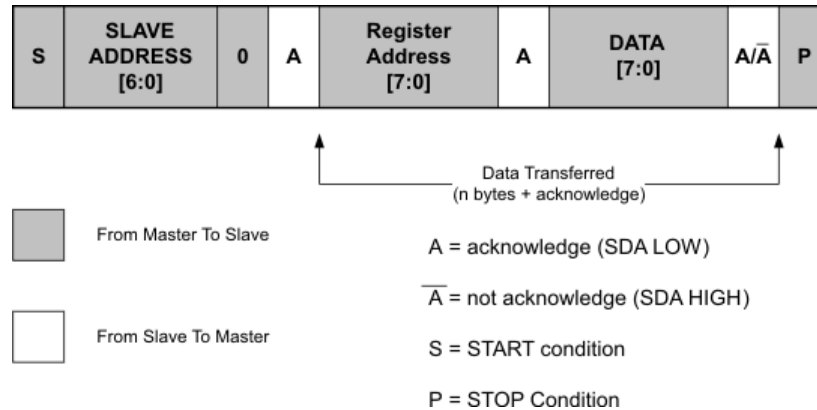 S
SLAVE
ADDRESS
[6:0]
0
A
Register
Address
[7:0]
A
DATA
[7:0]
A/A̅
P
Data Transferred
(n bytes + acknowledge)
From Master To Slave
A = acknowledge (SDA LOW)
A̅ = not acknowledge (SDA HIGH)
From Slave To Master
S = START condition
P = STOP Condition